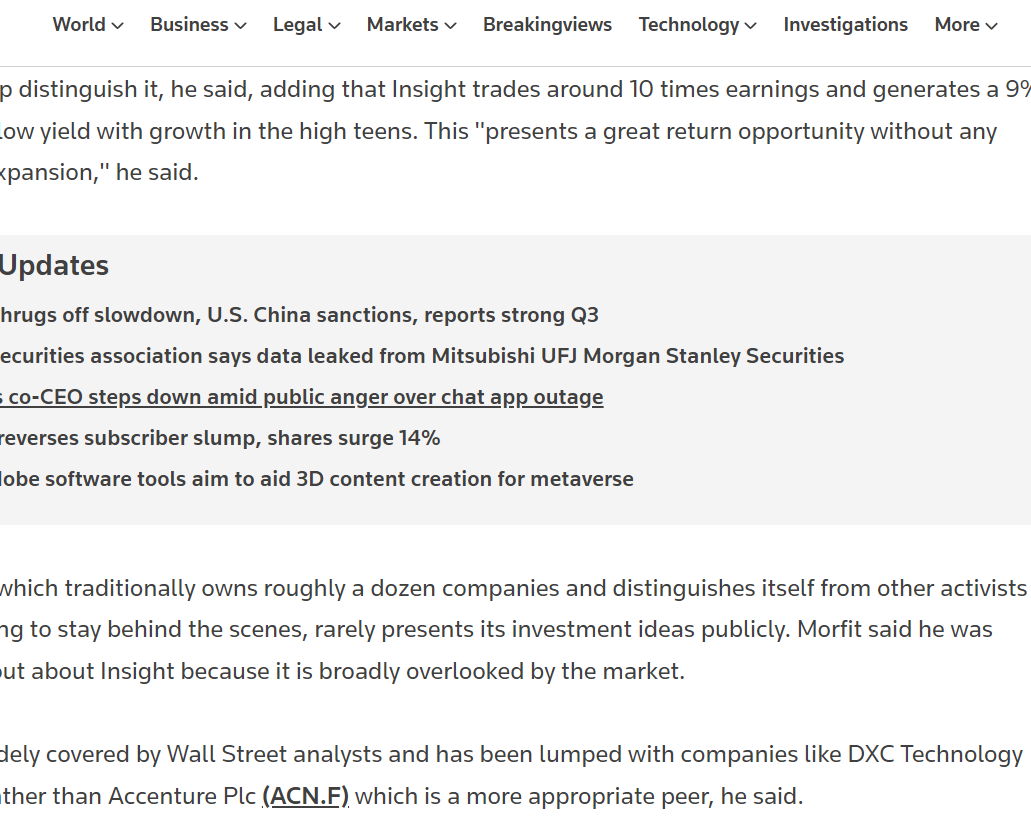 World Business Legal Markets Breakingviews Technology Investigations More
p distinguish it, he said, adding that Insight trades around 10 times earnings and generates a 9%
low yield with growth in the high teens. This "presents a great return opportunity without any
xpansion," he said.
Updates
hrugs off slowdown, U.S. China sanctions, reports strong Q3
ecurities association says data leaked from Mitsubishi UFJ Morgan Stanley Securities
s co-CEO steps down amid public anger over chat app outage
reverses subscriber slump, shares surge 14%
dobe software tools aim to aid 3D content creation for metaverse
which traditionally owns roughly a dozen companies and distinguishes itself from other activists
ng to stay behind the scenes, rarely presents its investment ideas publicly. Morfit said he was
out about Insight because it is broadly overlooked by the market.
dely covered by Wall Street analysts and has been lumped with companies like DXC Technology
ather than Accenture Plc (ACN.F) which is a more appropriate peer, he said.